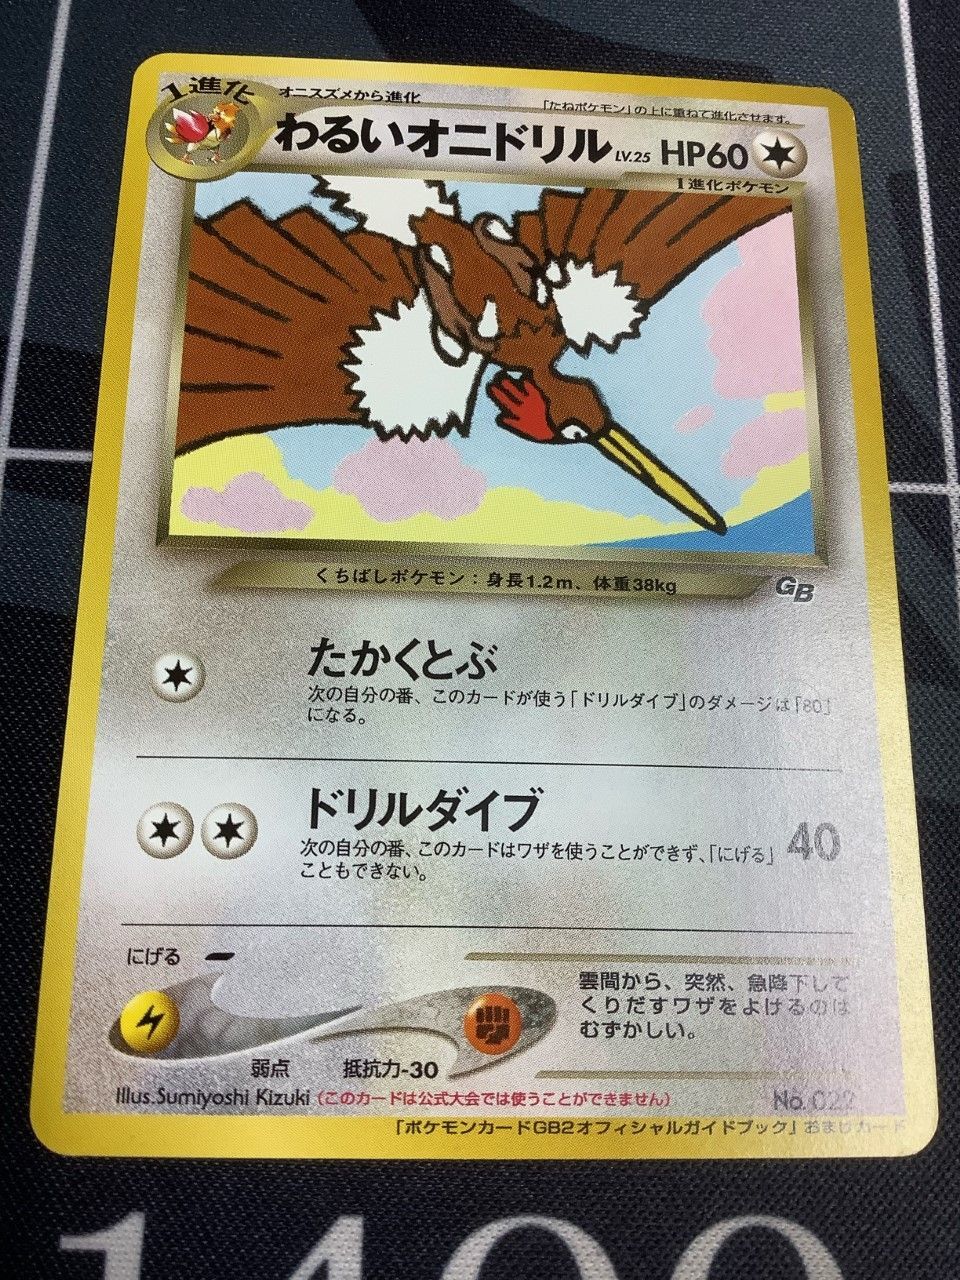 1進化
オニスズメから進化
「たねポケモン」の上に重ねて進化させます。
わるいオニドリル LV.25 HP60
1進化ポケモン
くちばしポケモン：身長1.2m、体重38kg
GB
たかくとぶ
次の自分の番、このカードが使う「ドリルダイブ」のダメージは「80」
になる。
ドリルダイブ
40
次の自分の番、このカードはワザを使うことができず、「にげる」
こともできない。
にげる
雲間から、突然、急降下して
くりだすワザをよけるのは
むずかしい。
弱点 抵抗力-30
Illus.Sumiyoshi Kizuki（このカードは公式大会では使うことができません）
No.022
「ポケモンカードGB2オフィシャルガイドブック」おまけカード
1400